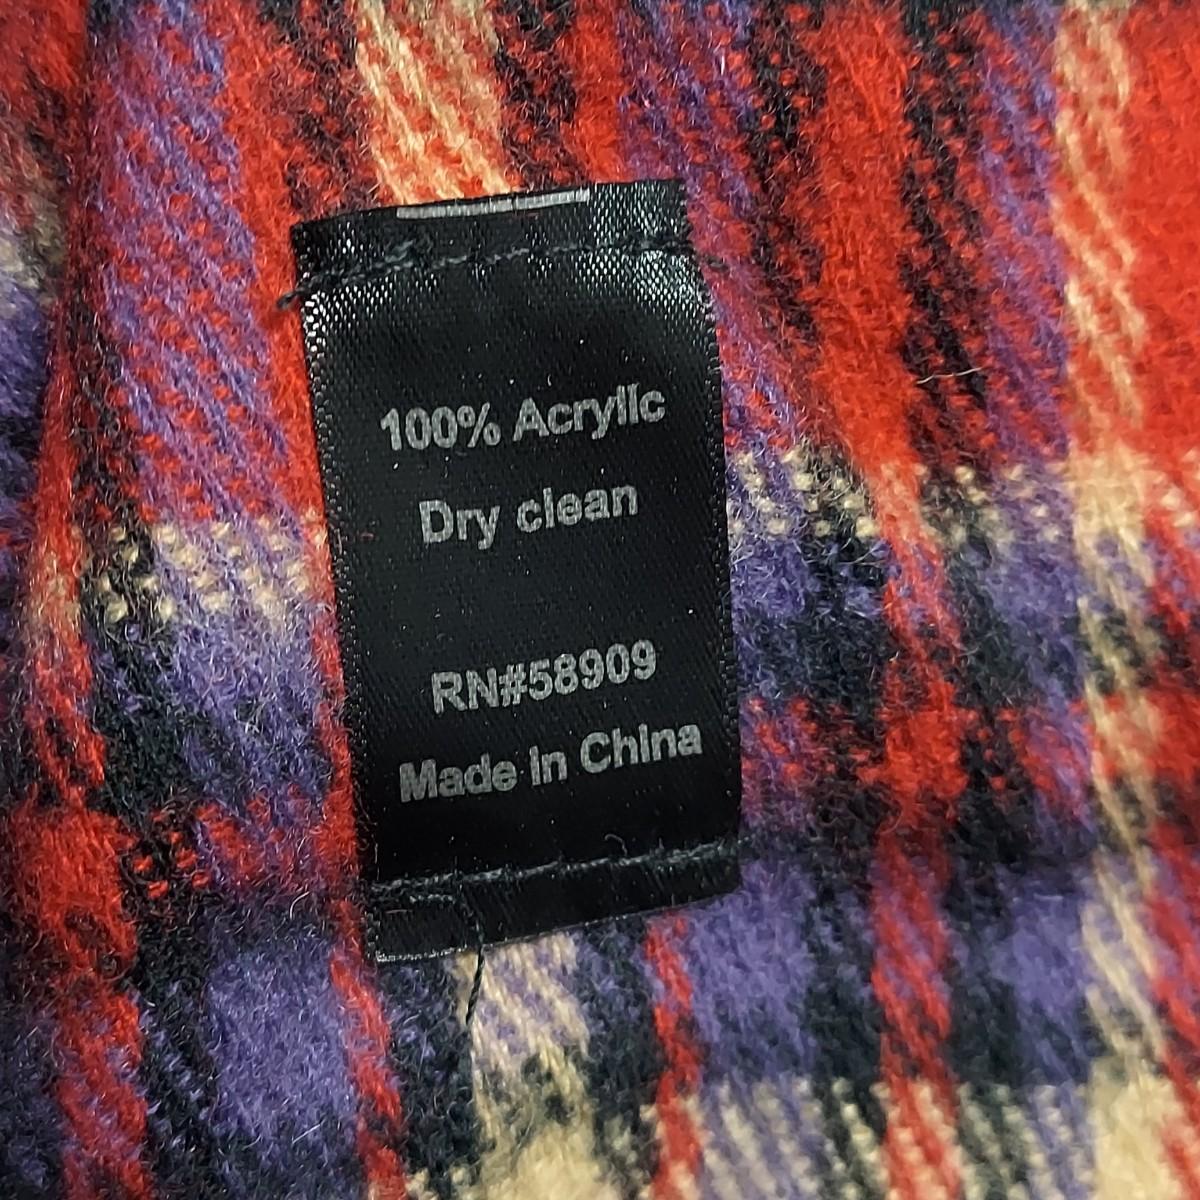 100% Acrylic
Dry clean
RN#58909
Made in China